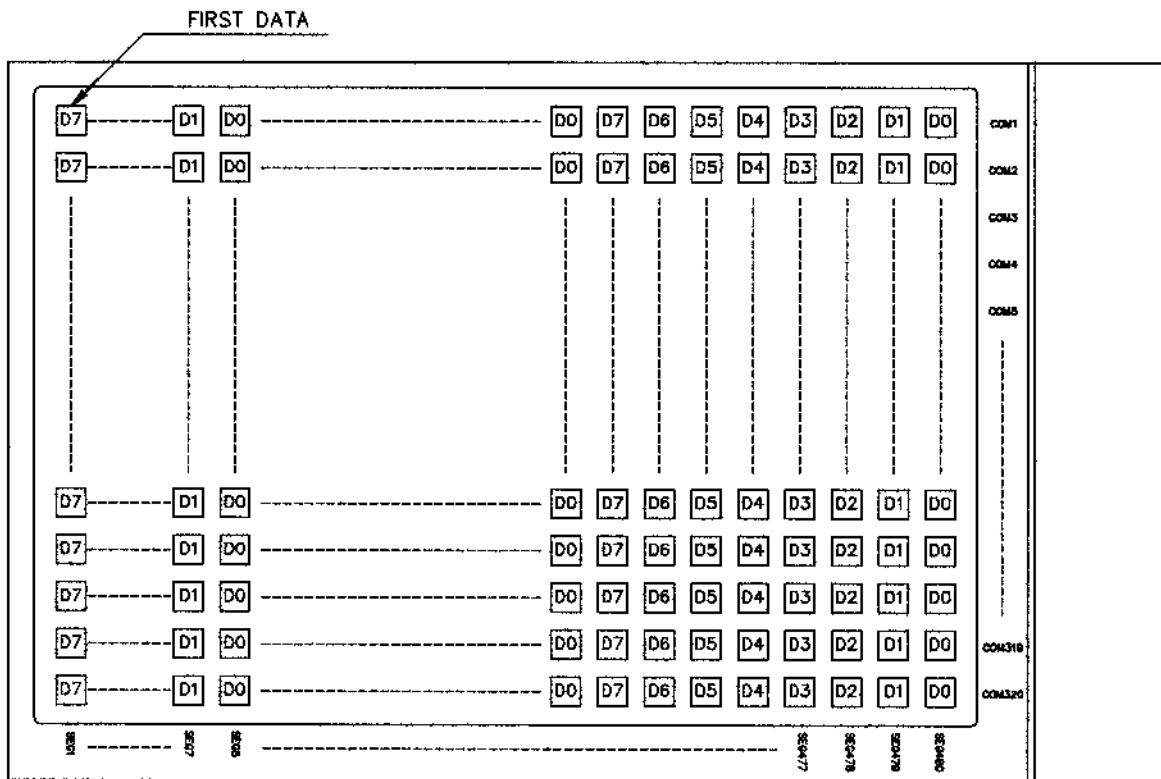 FIRST DATA
D7 D1 D0 D0 D7 D6 D5 D4 D3 D2 D1 D0 COM1
D7 D1 D0 D0 D7 D6 D5 D4 D3 D2 D1 D0 COM2
COM3
COM4
COM5
D7 D1 D0 D0 D7 D6 D5 D4 D3 D2 D1 D0
D7 D1 D0 D0 D7 D6 D5 D4 D3 D2 D1 D0
D7 D1 D0 D0 D7 D6 D5 D4 D3 D2 D1 D0
D7 D1 D0 D0 D7 D6 D5 D4 D3 D2 D1 D0 COM319
D7 D1 D0 D0 D7 D6 D5 D4 D3 D2 D1 D0 COM320
SEG1 SEG7 SEG8 SEG477 SEG478 SEG479 SEG480